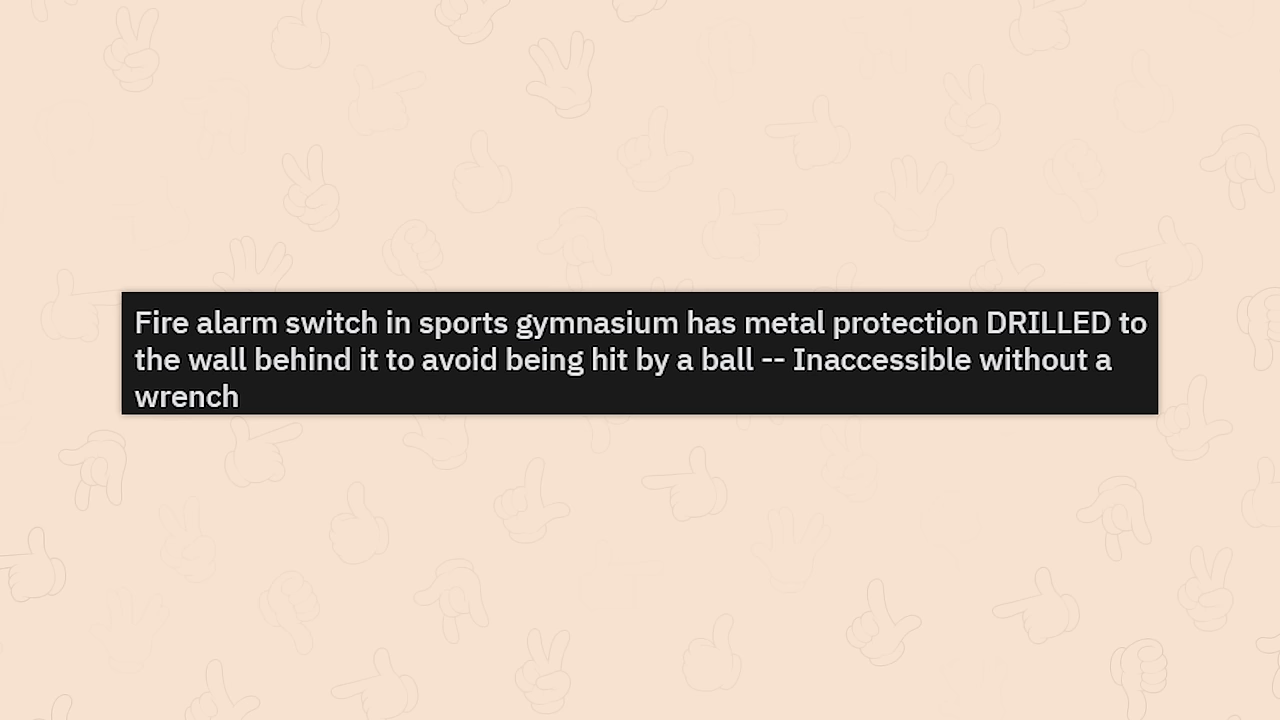 Fire alarm switch in sports gymnasium has metal protection DRILLED to
the wall behind it to avoid being hit by a ball -- Inaccessible without a
wrench